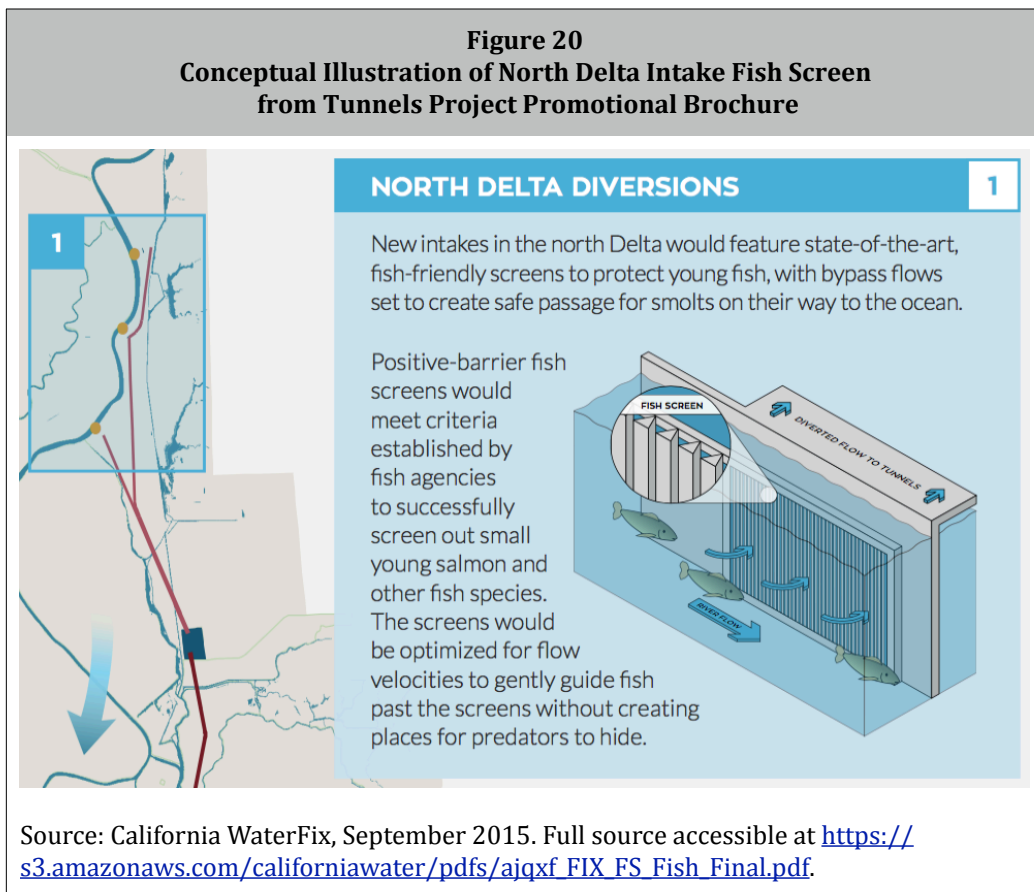 Figure 20
Conceptual Illustration of North Delta Intake Fish Screen
from Tunnels Project Promotional Brochure
1
NORTH DELTA DIVERSIONS
1
New intakes in the north Delta would feature state-of-the-art,
fish-friendly screens to protect young fish, with bypass flows
set to create safe passage for smolts on their way to the ocean.
Positive-barrier fish
screens would
meet criteria
established by
fish agencies
to successfully
screen out small
young salmon and
other fish species.
The screens would
be optimized for flow
velocities to gently guide fish
past the screens without creating
places for predators to hide.
FISH SCREEN
DIVERTED FLOW TO TUNNELS
RIVER FLOW
Source: California WaterFix, September 2015. Full source accessible at https://
s3.amazonaws.com/californiawater/pdfs/ajqxf_FIX_FS_Fish_Final.pdf.